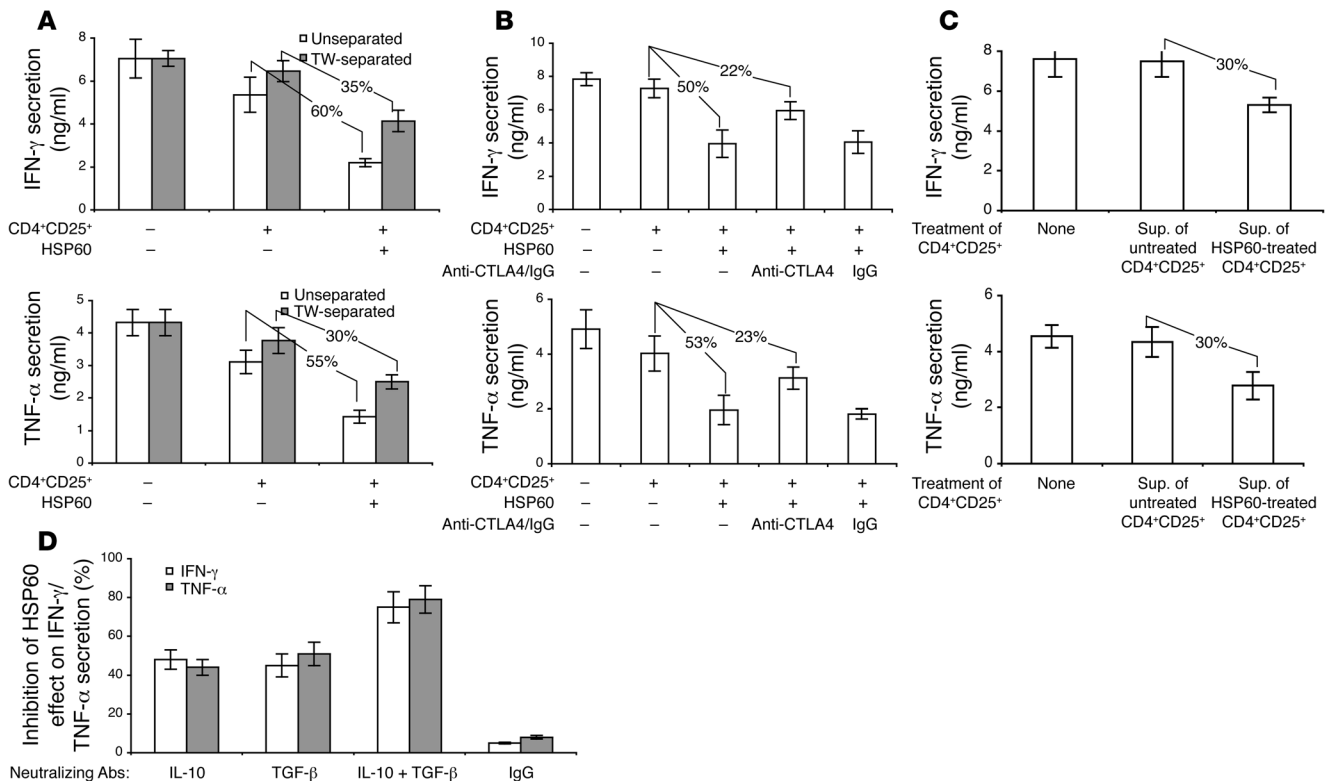 A
IFN-γ secretion
(ng/ml)
8
6
4
2
0
Unseparated
TW-separated
35%
60%
CD4⁺CD25⁺ – + +
HSP60 – – +
TNF-α secretion
(ng/ml)
5
4
3
2
1
0
Unseparated
TW-separated
30%
55%
CD4⁺CD25⁺ – + +
HSP60 – – +
B
IFN-γ secretion
(ng/ml)
10
8
6
4
2
0
22%
50%
CD4⁺CD25⁺ – + + + +
HSP60 – – + + +
Anti-CTLA4/IgG – – – Anti-CTLA4 IgG
TNF-α secretion
(ng/ml)
6
4
2
0
23%
53%
CD4⁺CD25⁺ – + + + +
HSP60 – – + + +
Anti-CTLA4/IgG – – – Anti-CTLA4 IgG
C
IFN-γ secretion
(ng/ml)
8
6
4
2
0
30%
Treatment of
CD4⁺CD25⁺
None
Sup. of
untreated
CD4⁺CD25⁺
Sup. of
HSP60-treated
CD4⁺CD25⁺
TNF-α secretion
(ng/ml)
6
4
2
0
30%
Treatment of
CD4⁺CD25⁺
None
Sup. of
untreated
CD4⁺CD25⁺
Sup. of
HSP60-treated
CD4⁺CD25⁺
D
Inhibition of HSP60
effect on IFN-γ/
TNF-α secretion (%)
100
80
60
40
20
0
IFN-γ
TNF-α
Neutralizing Abs: IL-10 TGF-β IL-10 + TGF-β IgG